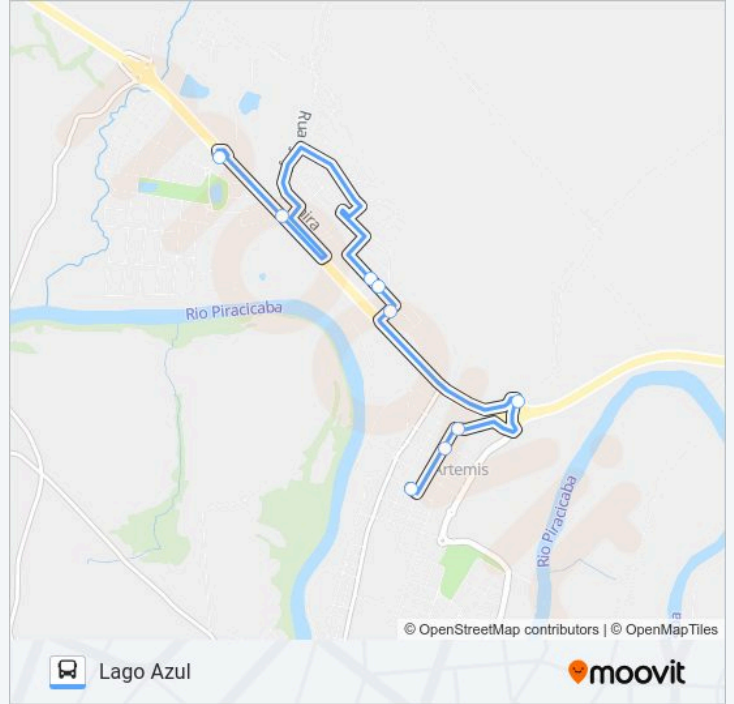 Rua
ira
Rio Piracicaba
Artemis
Rio Piracicaba
a
© OpenStreetMap contributors | © OpenMapTiles
Lago Azul
moovit